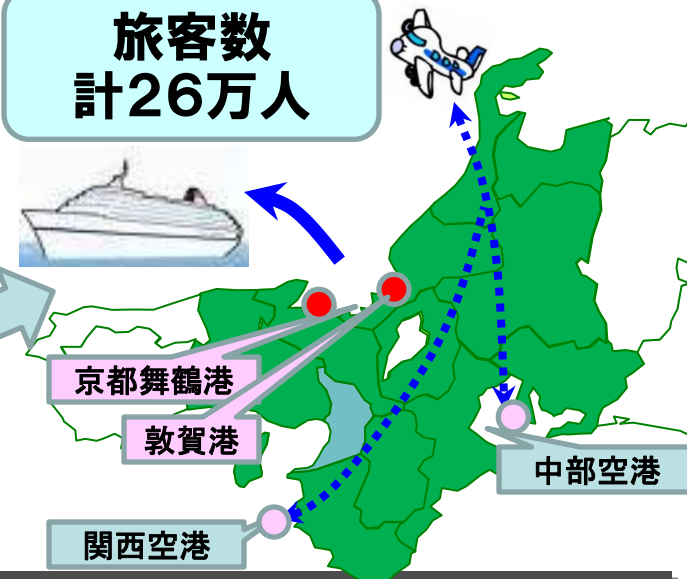 旅客数
計26万人
京都舞鶴港
敦賀港
中部空港
関西空港